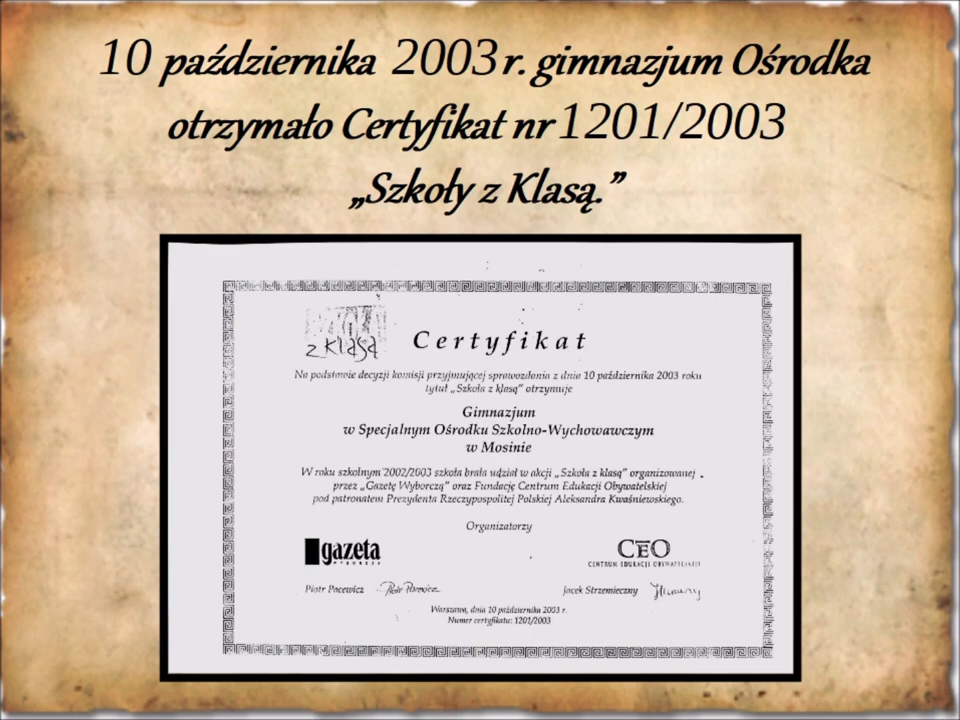 10 października 2003 r. gimnazjum Ośrodka
otrzymało Certyfikat nr 1201/2003
„Szkoły z Klasą.”
z klasą
Certyfikat
Na podstawie decyzji komisji przyjmującej sprawozdania z dnia 10 października 2003 roku
tytuł „Szkoła z klasą” otrzymuje
Gimnazjum
w Specjalnym Ośrodku Szkolno-Wychowawczym
w Mosinie
W roku szkolnym 2002/2003 szkoła brała udział w akcji „Szkoła z klasą” organizowanej
przez „Gazetę Wyborczą” oraz Fundację Centrum Edukacji Obywatelskiej
pod patronatem Prezydenta Rzeczypospolitej Polskiej Aleksandra Kwaśniewskiego.
Organizatorzy
gazeta
WYBORCZA
CEO
CENTRUM EDUKACJI OBYWATELSKIEJ
Piotr Pacewicz Piotr Pacewicz
Jacek Strzemieczny
Warszawa, dnia 10 października 2003 r.
Numer certyfikatu: 1201/2003